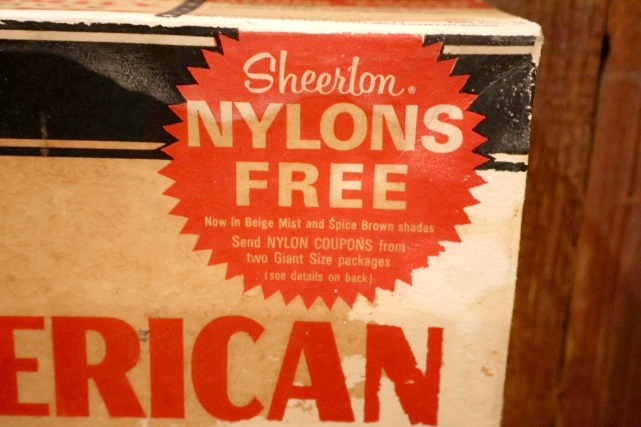 Sheerton®
NYLONS
FREE
Now in Beige Mist and Spice Brown shades
Send NYLON COUPONS from
two Giant Size packages
(see details on back)
ERICAN